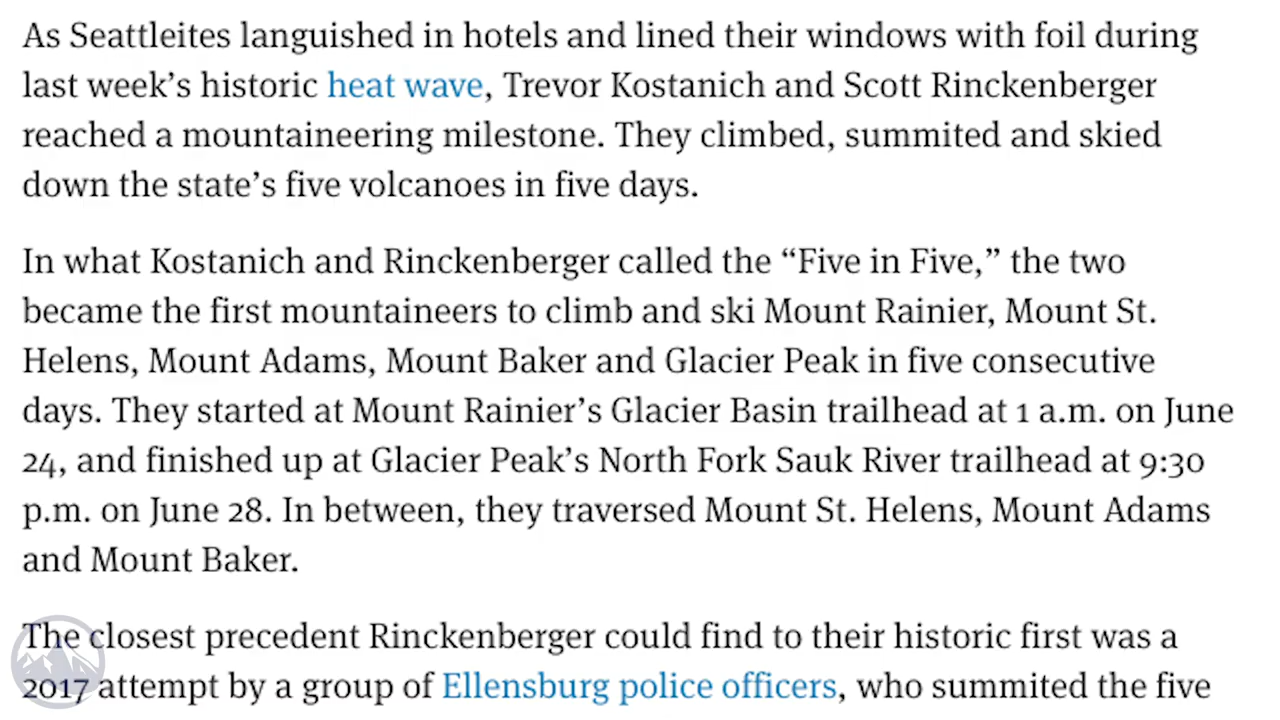 As Seattleites languished in hotels and lined their windows with foil during
last week’s historic heat wave, Trevor Kostanich and Scott Rinckenberger
reached a mountaineering milestone. They climbed, summited and skied
down the state’s five volcanoes in five days.
In what Kostanich and Rinckenberger called the “Five in Five,” the two
became the first mountaineers to climb and ski Mount Rainier, Mount St.
Helens, Mount Adams, Mount Baker and Glacier Peak in five consecutive
days. They started at Mount Rainier’s Glacier Basin trailhead at 1 a.m. on June
24, and finished up at Glacier Peak’s North Fork Sauk River trailhead at 9:30
p.m. on June 28. In between, they traversed Mount St. Helens, Mount Adams
and Mount Baker.
The closest precedent Rinckenberger could find to their historic first was a
2017 attempt by a group of Ellensburg police officers, who summited the five